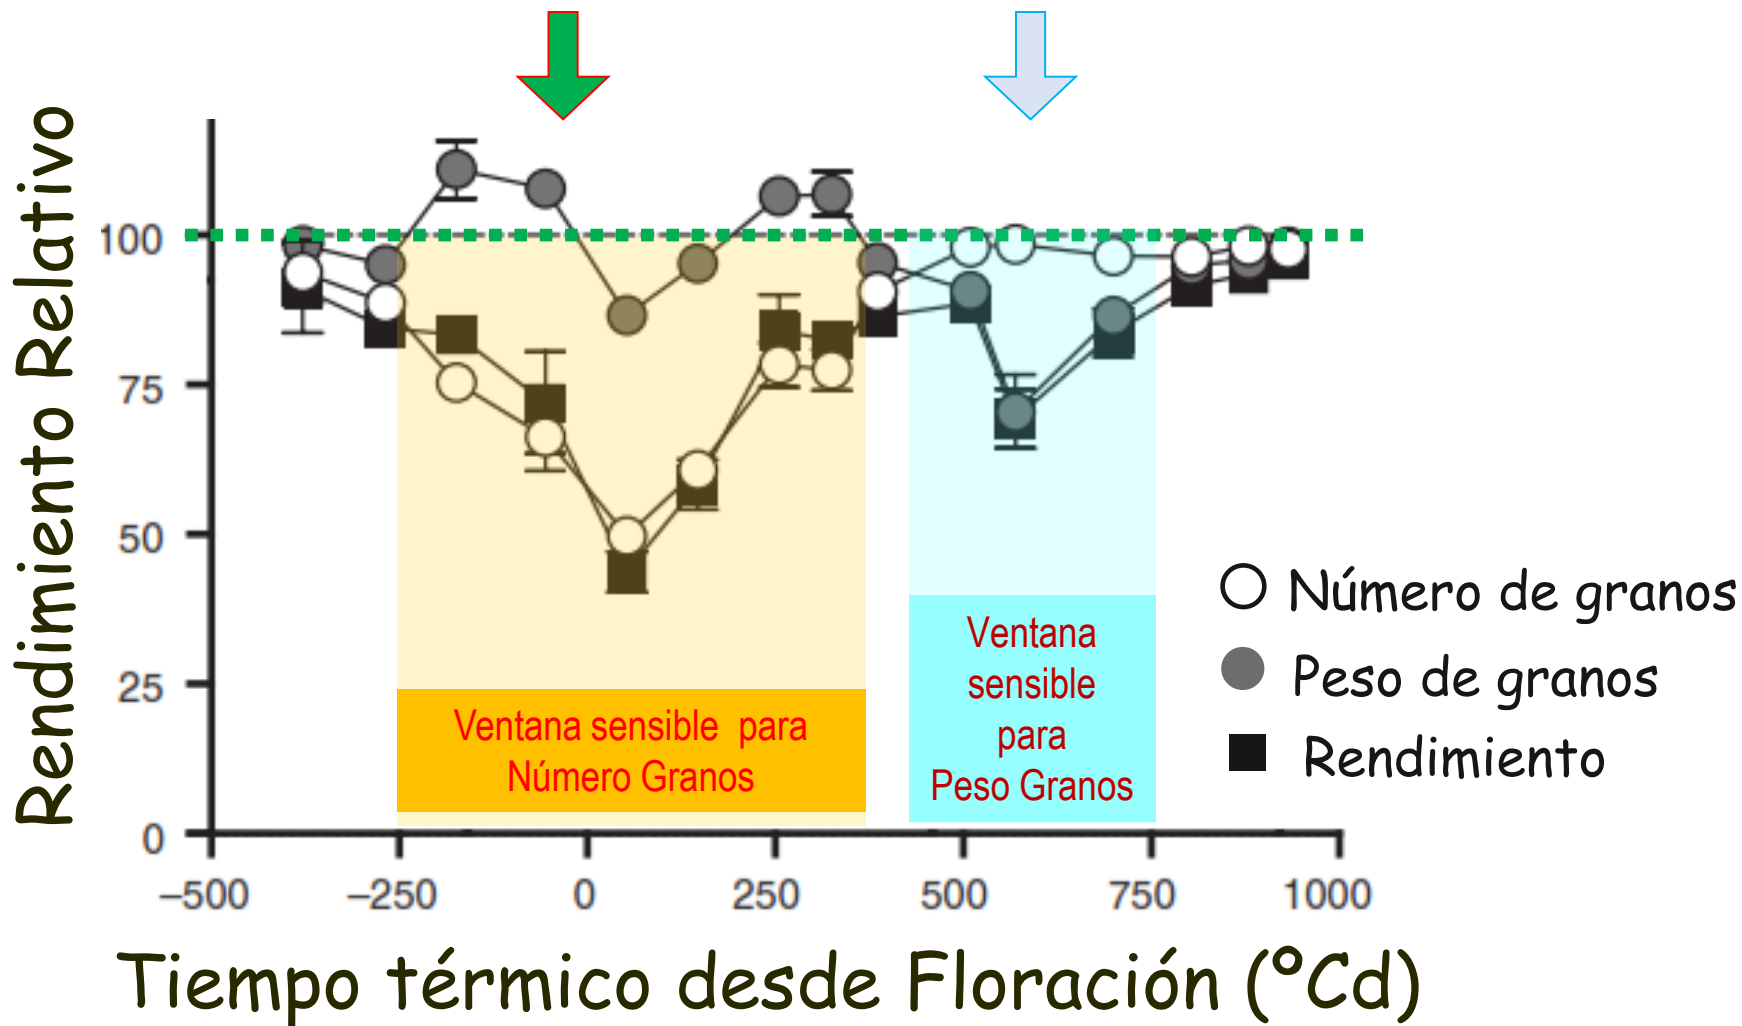 Rendimiento Relativo
100
75
50
25
0
–500
–250
0
250
500
750
1000
Tiempo térmico desde Floración (ºCd)
Ventana sensible  para
Número Granos
Ventana
sensible
para
Peso Granos
Número de granos
Peso de granos
Rendimiento